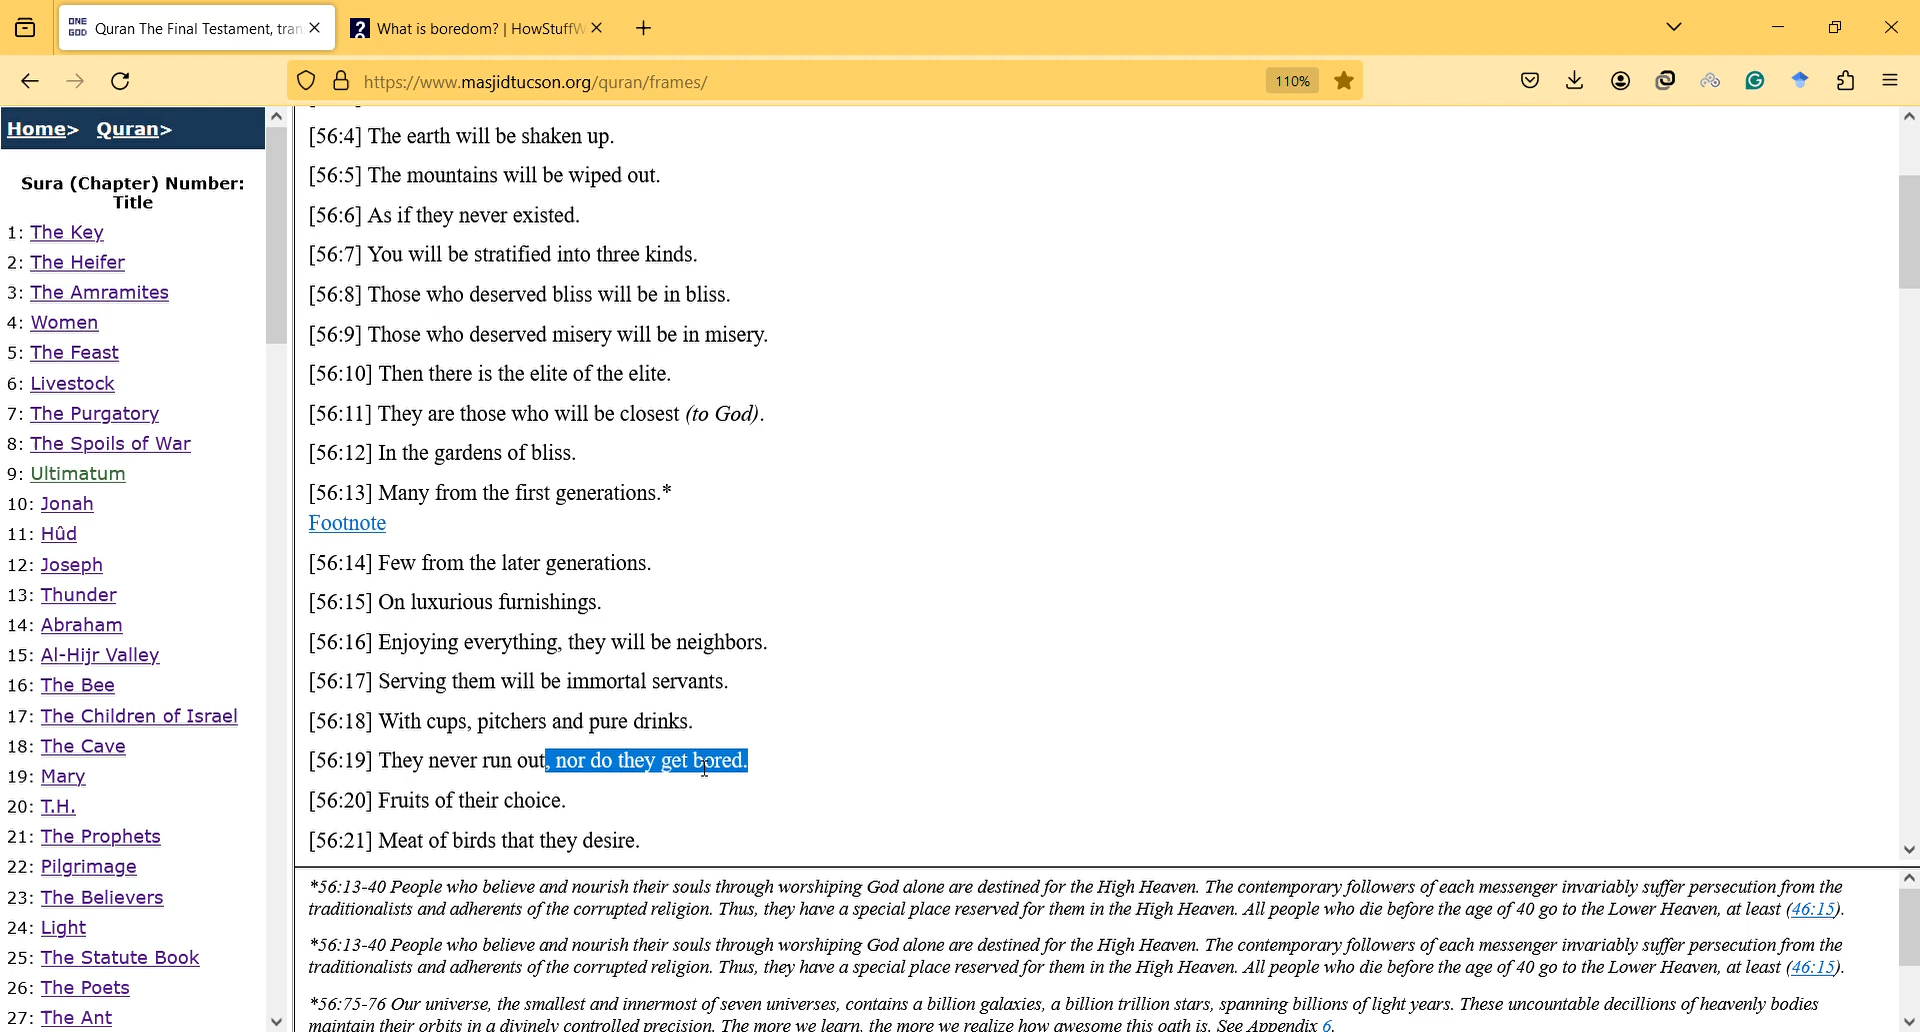 ONE
GOD
Quran The Final Testament, tran
What is boredom? | HowStuffW
https://www.masjidtucson.org/quran/frames/
110%
Home> Quran>
Sura (Chapter) Number:
Title
1: The Key
2: The Heifer
3: The Amramites
4: Women
5: The Feast
6: Livestock
7: The Purgatory
8: The Spoils of War
9: Ultimatum
10: Jonah
11: Hûd
12: Joseph
13: Thunder
14: Abraham
15: Al-Hijr Valley
16: The Bee
17: The Children of Israel
18: The Cave
19: Mary
20: T.H.
21: The Prophets
22: Pilgrimage
23: The Believers
24: Light
25: The Statute Book
26: The Poets
27: The Ant
[56:4] The earth will be shaken up.
[56:5] The mountains will be wiped out.
[56:6] As if they never existed.
[56:7] You will be stratified into three kinds.
[56:8] Those who deserved bliss will be in bliss.
[56:9] Those who deserved misery will be in misery.
[56:10] Then there is the elite of the elite.
[56:11] They are those who will be closest (to God).
[56:12] In the gardens of bliss.
[56:13] Many from the first generations.*
Footnote
[56:14] Few from the later generations.
[56:15] On luxurious furnishings.
[56:16] Enjoying everything, they will be neighbors.
[56:17] Serving them will be immortal servants.
[56:18] With cups, pitchers and pure drinks.
[56:19] They never run out, nor do they get bored.
[56:20] Fruits of their choice.
[56:21] Meat of birds that they desire.
*56:13-40 People who believe and nourish their souls through worshiping God alone are destined for the High Heaven. The contemporary followers of each messenger invariably suffer persecution from the
traditionalists and adherents of the corrupted religion. Thus, they have a special place reserved for them in the High Heaven. All people who die before the age of 40 go to the Lower Heaven, at least (46:15).
*56:13-40 People who believe and nourish their souls through worshiping God alone are destined for the High Heaven. The contemporary followers of each messenger invariably suffer persecution from the
traditionalists and adherents of the corrupted religion. Thus, they have a special place reserved for them in the High Heaven. All people who die before the age of 40 go to the Lower Heaven, at least (46:15).
*56:75-76 Our universe, the smallest and innermost of seven universes, contains a billion galaxies, a billion trillion stars, spanning billions of light years. These uncountable decillions of heavenly bodies
maintain their orbits in a divinely controlled precision. The more we learn, the more we realize how awesome this oath is. See Appendix 6.